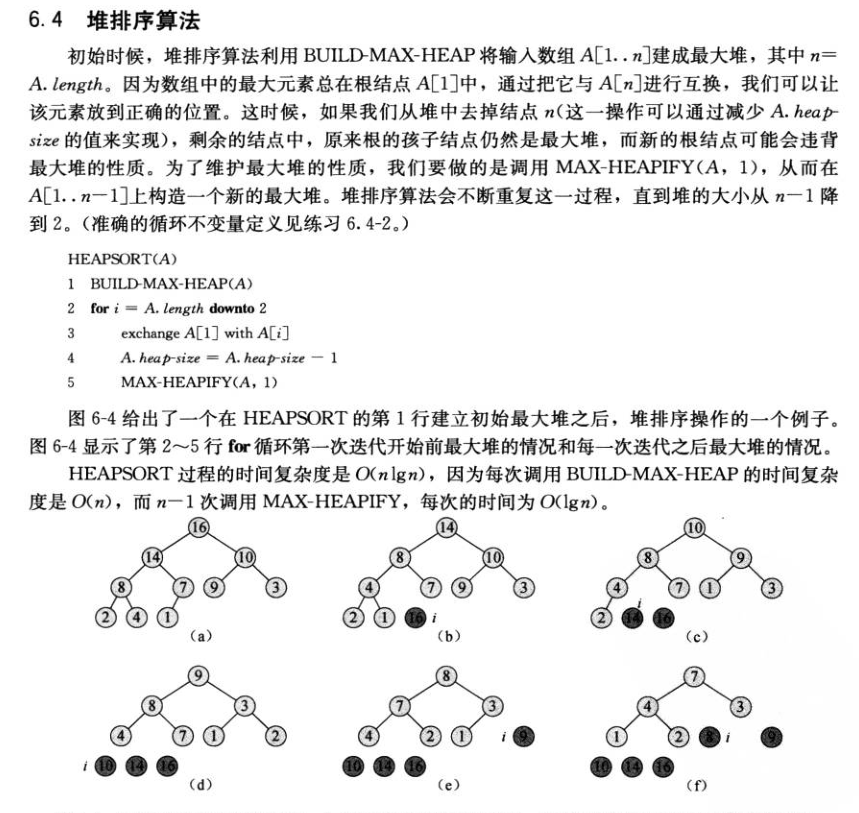 6.4 堆排序算法
初始时候，堆排序算法利用 BUILD-MAX-HEAP 将输入数组 A[1..n]建成最大堆，其中 n=
A.length。因为数组中的最大元素总在根结点 A[1]中，通过把它与 A[n]进行互换，我们可以让
该元素放到正确的位置。这时候，如果我们从堆中去掉结点 n(这一操作可以通过减少 A.heap-
size 的值来实现)，剩余的结点中，原来根的孩子结点仍然是最大堆，而新的根结点可能会违背
最大堆的性质。为了维护最大堆的性质，我们要做的是调用 MAX-HEAPIFY(A，1)，从而在
A[1..n-1]上构造一个新的最大堆。堆排序算法会不断重复这一过程，直到堆的大小从 n-1 降
到 2。(准确的循环不变量定义见练习 6.4-2。)
HEAPSORT(A)
1 BUILD-MAX-HEAP(A)
2 for i = A.length downto 2
3 exchange A[1] with A[i]
4 A.heap-size = A.heap-size - 1
5 MAX-HEAPIFY(A，1)
图 6-4 给出了一个在 HEAPSORT 的第 1 行建立初始最大堆之后，堆排序操作的一个例子。
图 6-4 显示了第 2～5 行 for 循环第一次迭代开始前最大堆的情况和每一次迭代之后最大堆的情况。
HEAPSORT 过程的时间复杂度是 O(nlgn)，因为每次调用 BUILD-MAX-HEAP 的时间复杂
度是 O(n)，而 n-1 次调用 MAX-HEAPIFY，每次的时间为 O(lgn)。
16
14 10
8 7 9 3
2 4 1
(a)
14
8 10
4 7 9 3
2 1 16 i
(b)
10
8 9
4 7 1 3
i
2 14 16
(c)
9
8 3
4 7 1 2
i 10 14 16
(d)
8
7 3
4 2 1 i 9
10 14 16
(e)
7
4 3
1 2 8 i 9
10 14 16
(f)